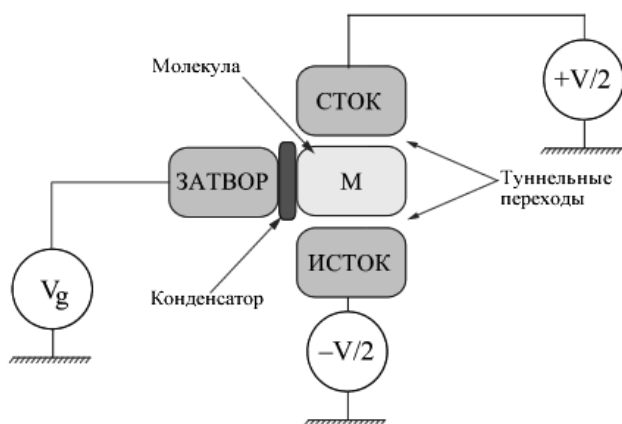 Молекула
СТОК
+V/2
ЗАТВОР
М
Туннельные
переходы
ИСТОК
Vg
Конденсатор
–V/2